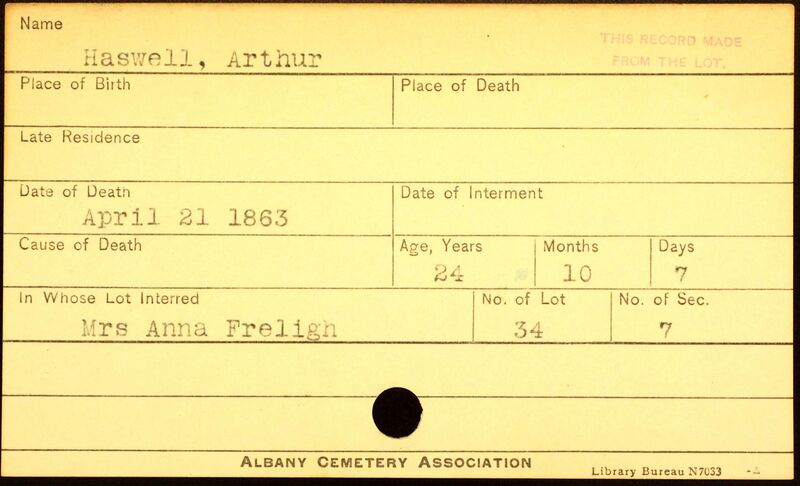 Name
Haswell, Arthur
THIS RECORD MADE
FROM THE LOT.
Place of Birth
Place of Death
Late Residence
Date of Death
April 21 1863
Date of Interment
Cause of Death
Age, Years
24
Months
10
Days
7
In Whose Lot Interred
Mrs Anna Freligh
No. of Lot
34
No. of Sec.
7
ALBANY CEMETERY ASSOCIATION
Library Bureau N7033